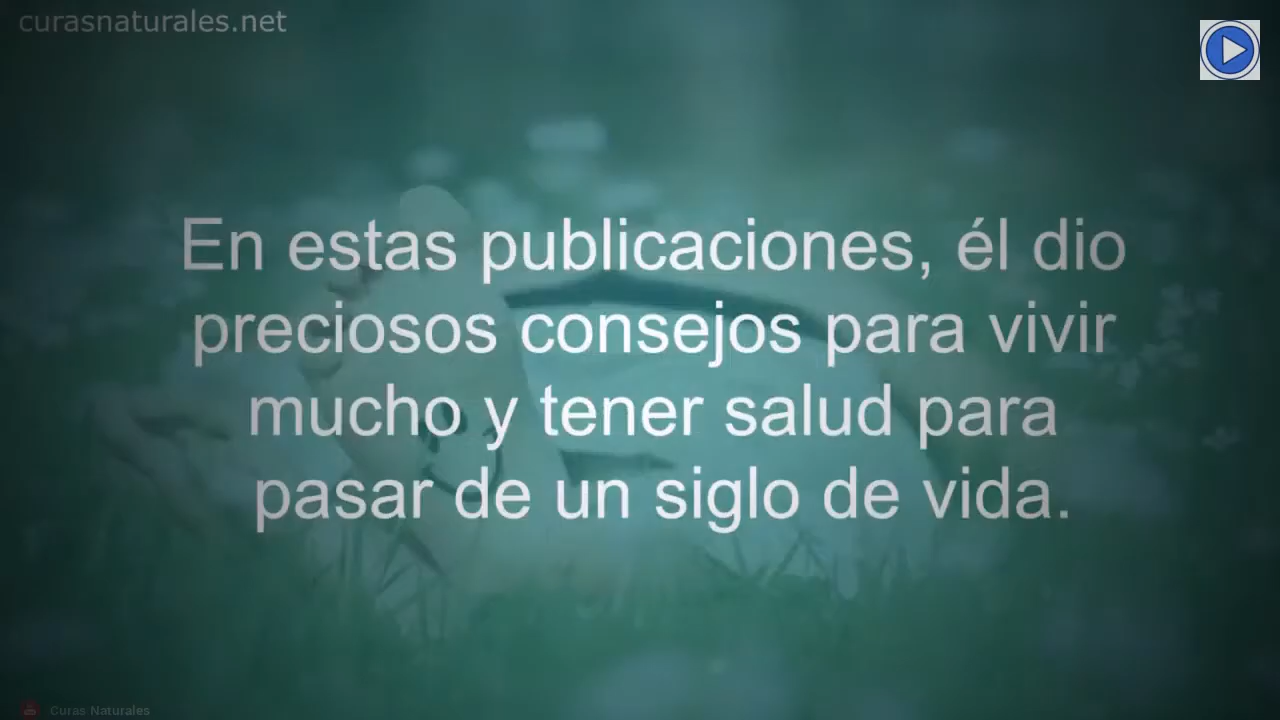 curasnaturales.net
En estas publicaciones, él dio
preciosos consejos para vivir
mucho y tener salud para
pasar de un siglo de vida.
Curas Naturales